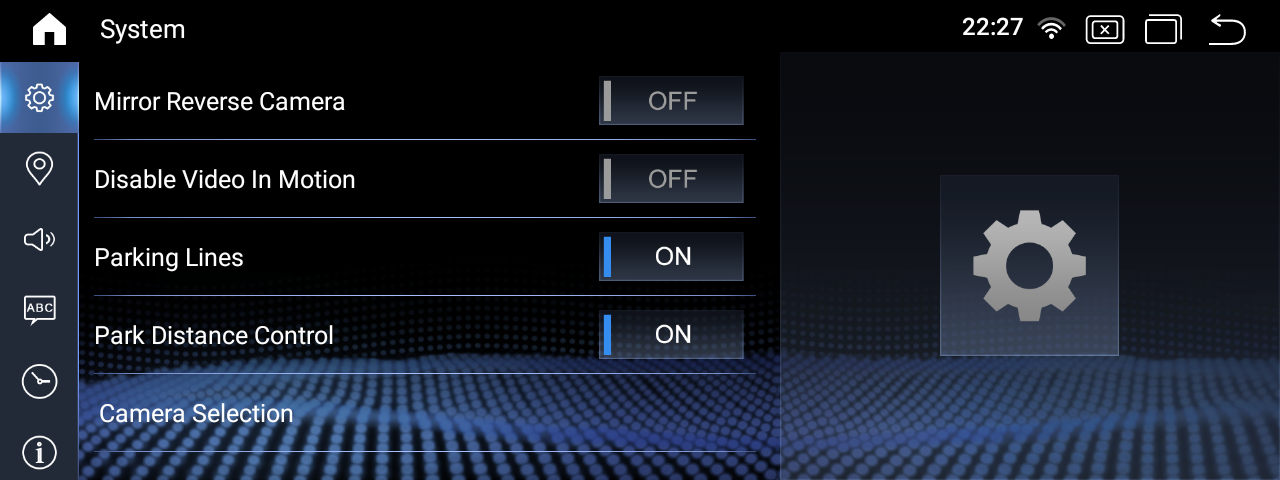 System
22:27
Mirror Reverse Camera
OFF
Disable Video In Motion
OFF
Parking Lines
ON
Park Distance Control
ON
ABC
Camera Selection